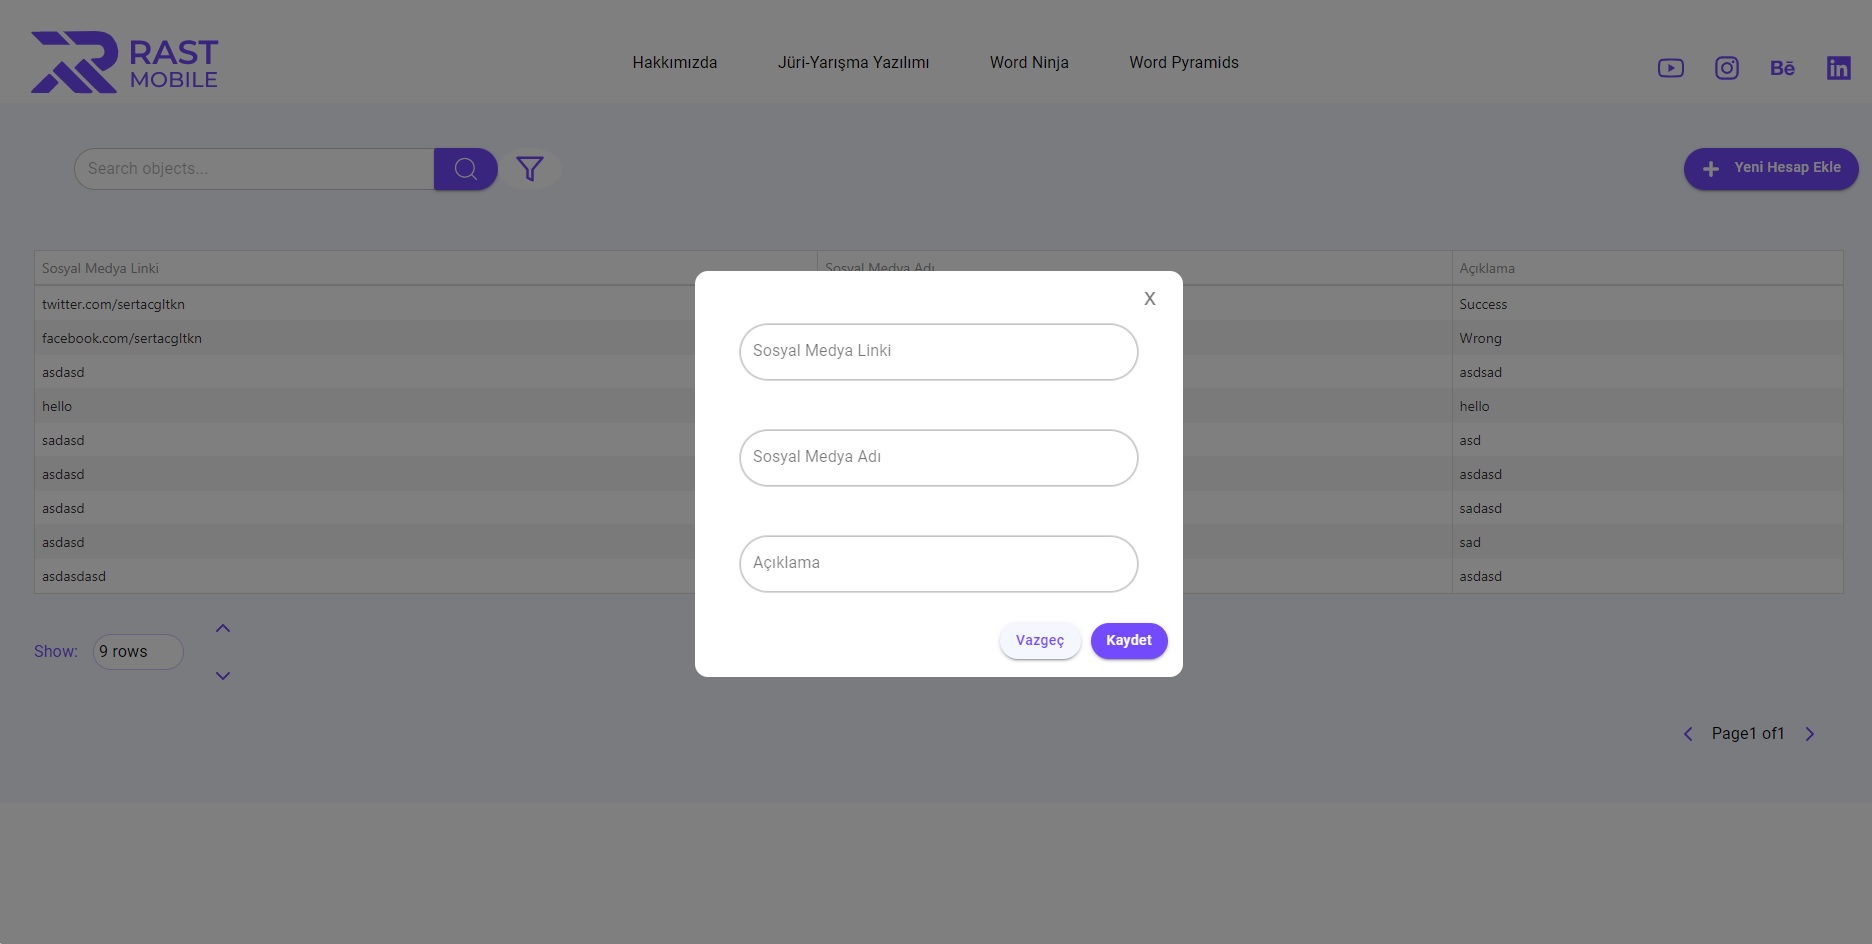 RAST
MOBILE
Hakkımızda
Jüri-Yarışma Yazılımı
Word Ninja
Word Pyramids
Bē
in
Search objects...
Yeni Hesap Ekle
Sosyal Medya Linki
Sosyal Medya Adı
Açıklama
twitter.com/sertacgltkn
Success
facebook.com/sertacgltkn
Wrong
asdasd
asdsad
hello
hello
sadasd
asd
asdasd
asdasd
asdasd
sadasd
asdasd
sad
asdasdasd
asdasd
X
Sosyal Medya Linki
Sosyal Medya Adı
Açıklama
Vazgeç
Kaydet
Show:
9 rows
Page1 of1